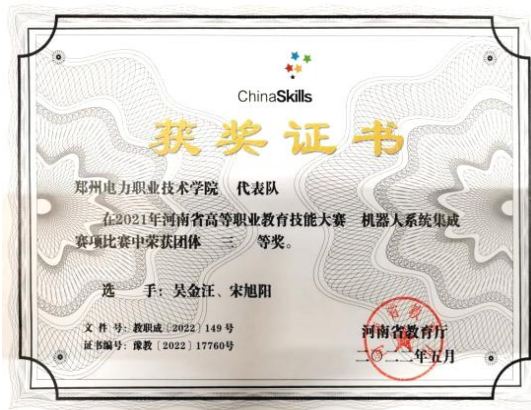 ChinaSkills
获奖证书
郑州电力职业技术学院 代表队
在2021年河南省高等职业教育技能大赛 机器人系统集成
赛项比赛中荣获团体 三 等奖。
选 手：吴金汪、宋旭阳
文 件 号：教职成〔2022〕149号
证书编号：豫教〔2022〕17760号
河南省教育厅
二〇二二年五月